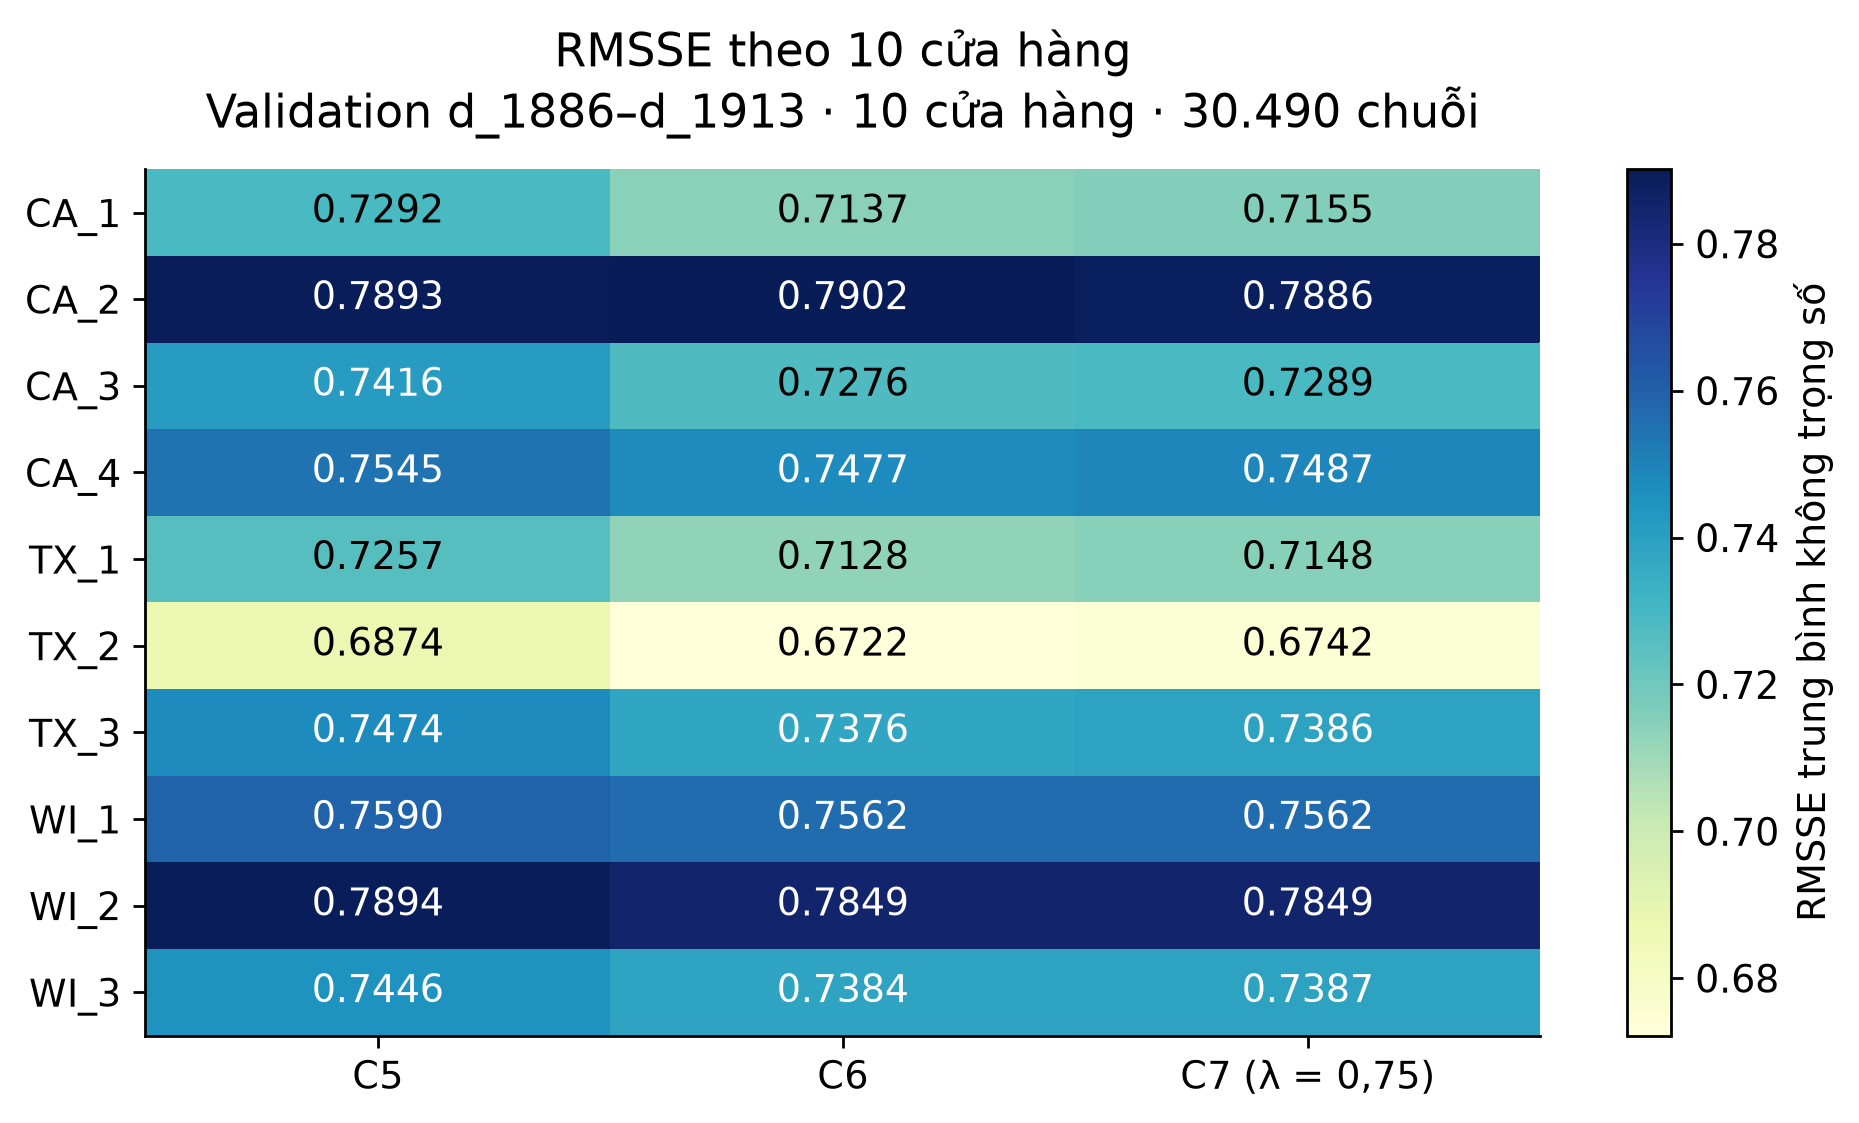 RMSSE theo 10 cửa hàng
Validation d_1886–d_1913 · 10 cửa hàng · 30.490 chuỗi
CA_1 0.7292 0.7137 0.7155
CA_2 0.7893 0.7902 0.7886
CA_3 0.7416 0.7276 0.7289
CA_4 0.7545 0.7477 0.7487
TX_1 0.7257 0.7128 0.7148
TX_2 0.6874 0.6722 0.6742
TX_3 0.7474 0.7376 0.7386
WI_1 0.7590 0.7562 0.7562
WI_2 0.7894 0.7849 0.7849
WI_3 0.7446 0.7384 0.7387
C5 C6 C7 (λ = 0,75)
0.78
0.76
0.74
0.72
0.70
0.68
RMSSE trung bình không trọng số